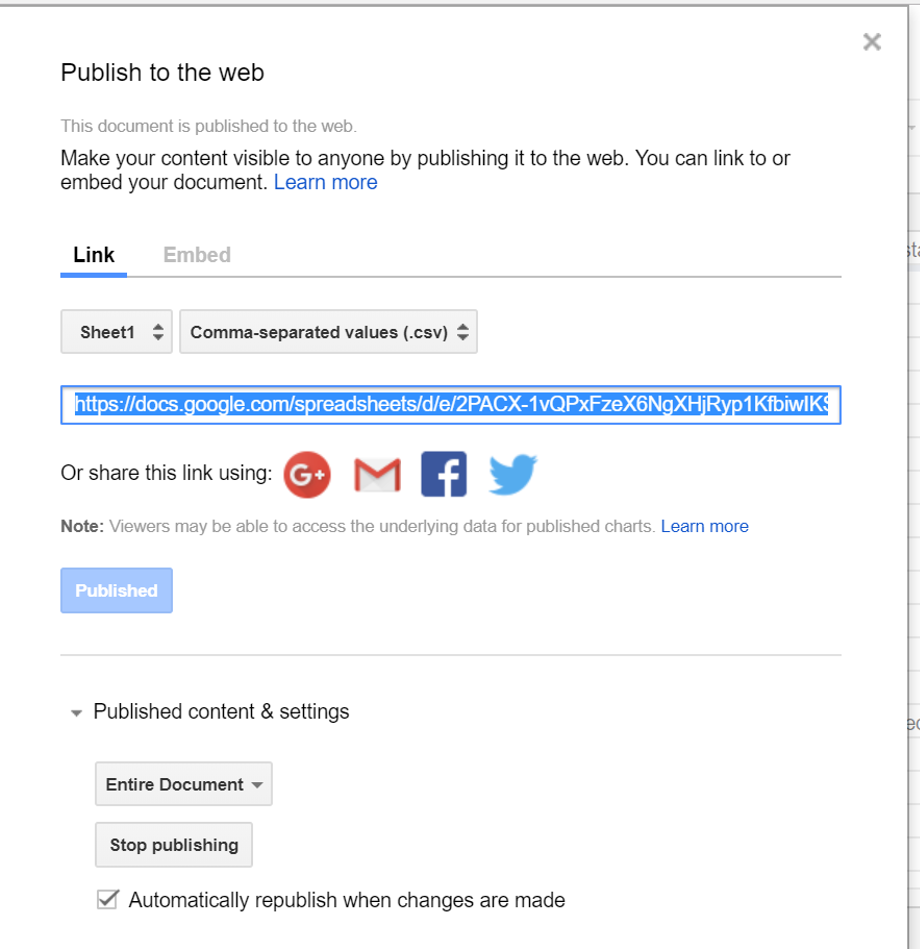 Publish to the web
This document is published to the web.
Make your content visible to anyone by publishing it to the web. You can link to or
embed your document. Learn more
Link Embed
Sheet1 Comma-separated values (.csv)
https://docs.google.com/spreadsheets/d/e/2PACX-1vQPxFzeX6NgXHjRyp1KfbiwIKS
Or share this link using: G+ f
Note: Viewers may be able to access the underlying data for published charts. Learn more
Published
Published content & settings
Entire Document
Stop publishing
Automatically republish when changes are made